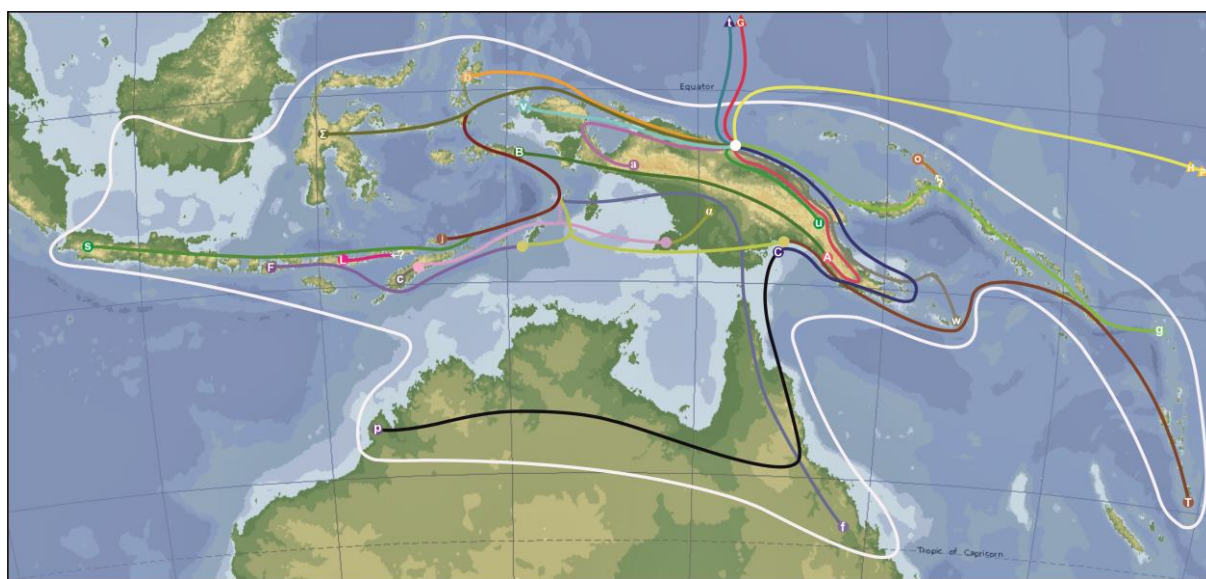 t G
Equator
b
v
Σ
B
a
o
?
u
α
j
s
F
L
←?
c
C
A
w
g
p
f
T
Tropic of Capricorn